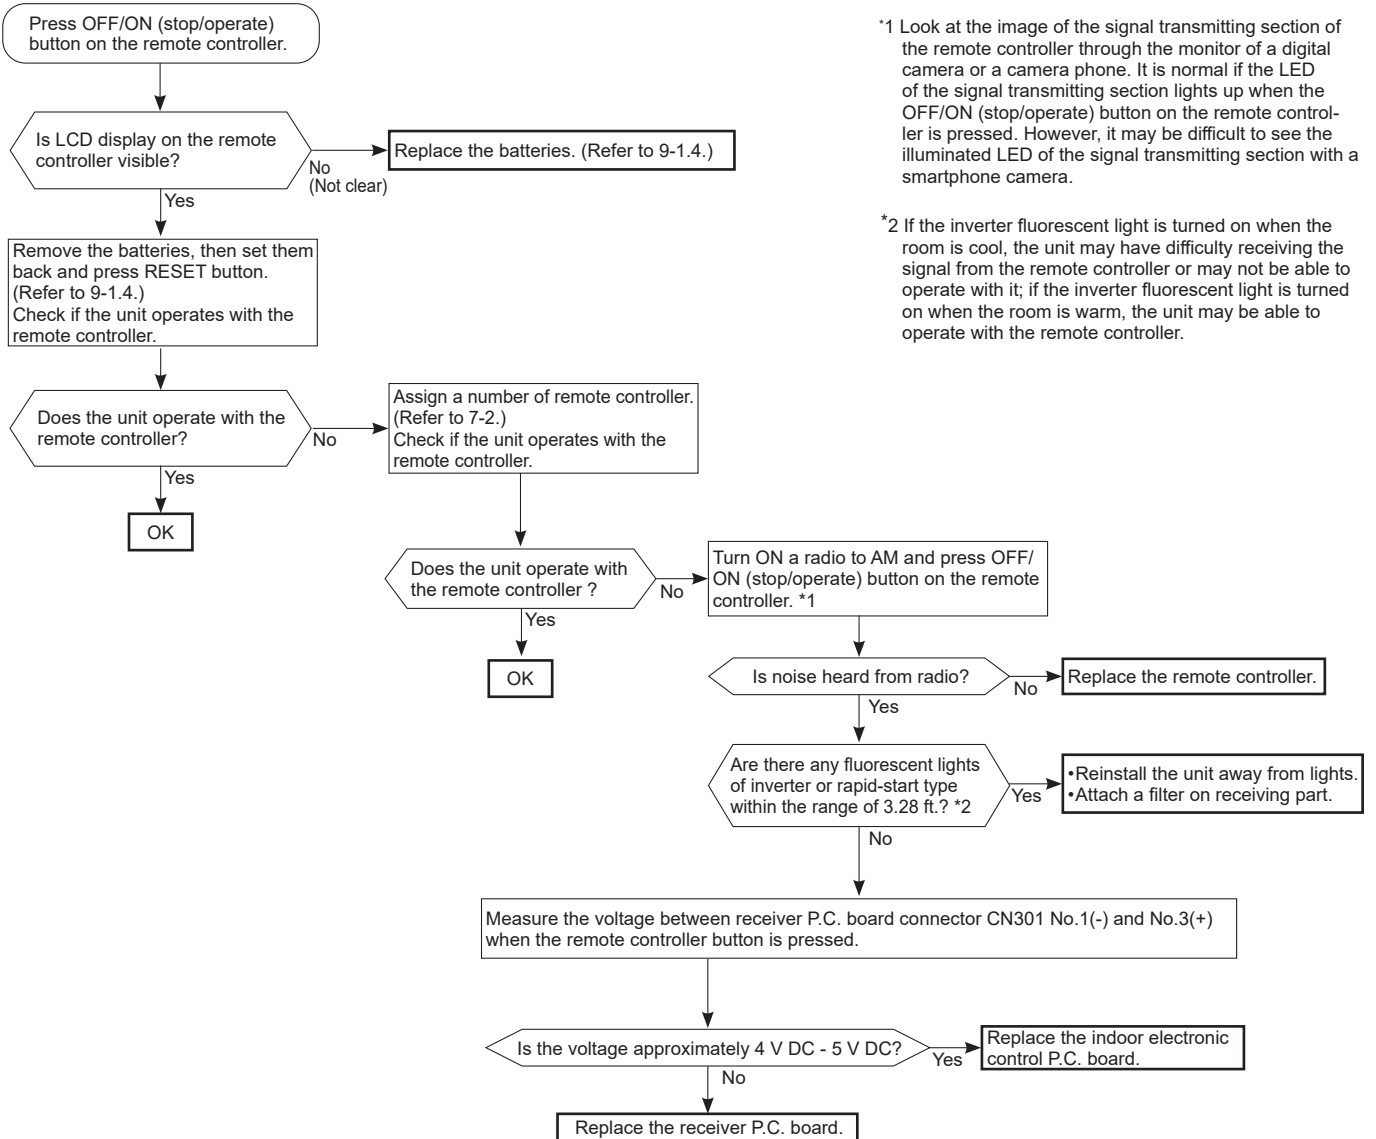 Press OFF/ON (stop/operate)
button on the remote controller.
Is LCD display on the remote
controller visible?
No
(Not clear)
Replace the batteries. (Refer to 9-1.4.)
Yes
Remove the batteries, then set them
back and press RESET button.
(Refer to 9-1.4.)
Check if the unit operates with the
remote controller.
Does the unit operate with the
remote controller?
No
Yes
OK
Assign a number of remote controller.
(Refer to 7-2.)
Check if the unit operates with the
remote controller.
Does the unit operate with
the remote controller ?
No
Yes
OK
Turn ON a radio to AM and press OFF/
ON (stop/operate) button on the remote
controller. *1
Is noise heard from radio?
No
Replace the remote controller.
Yes
Are there any fluorescent lights
of inverter or rapid-start type
within the range of 3.28 ft.? *2
Yes
•Reinstall the unit away from lights.
•Attach a filter on receiving part.
No
Measure the voltage between receiver P.C. board connector CN301 No.1(-) and No.3(+)
when the remote controller button is pressed.
Is the voltage approximately 4 V DC - 5 V DC?
Yes
Replace the indoor electronic
control P.C. board.
No
Replace the receiver P.C. board.
*1 Look at the image of the signal transmitting section of
the remote controller through the monitor of a digital
camera or a camera phone. It is normal if the LED
of the signal transmitting section lights up when the
OFF/ON (stop/operate) button on the remote control-
ler is pressed. However, it may be difficult to see the
illuminated LED of the signal transmitting section with a
smartphone camera.
*2 If the inverter fluorescent light is turned on when the
room is cool, the unit may have difficulty receiving the
signal from the remote controller or may not be able to
operate with it; if the inverter fluorescent light is turned
on when the room is warm, the unit may be able to
operate with the remote controller.